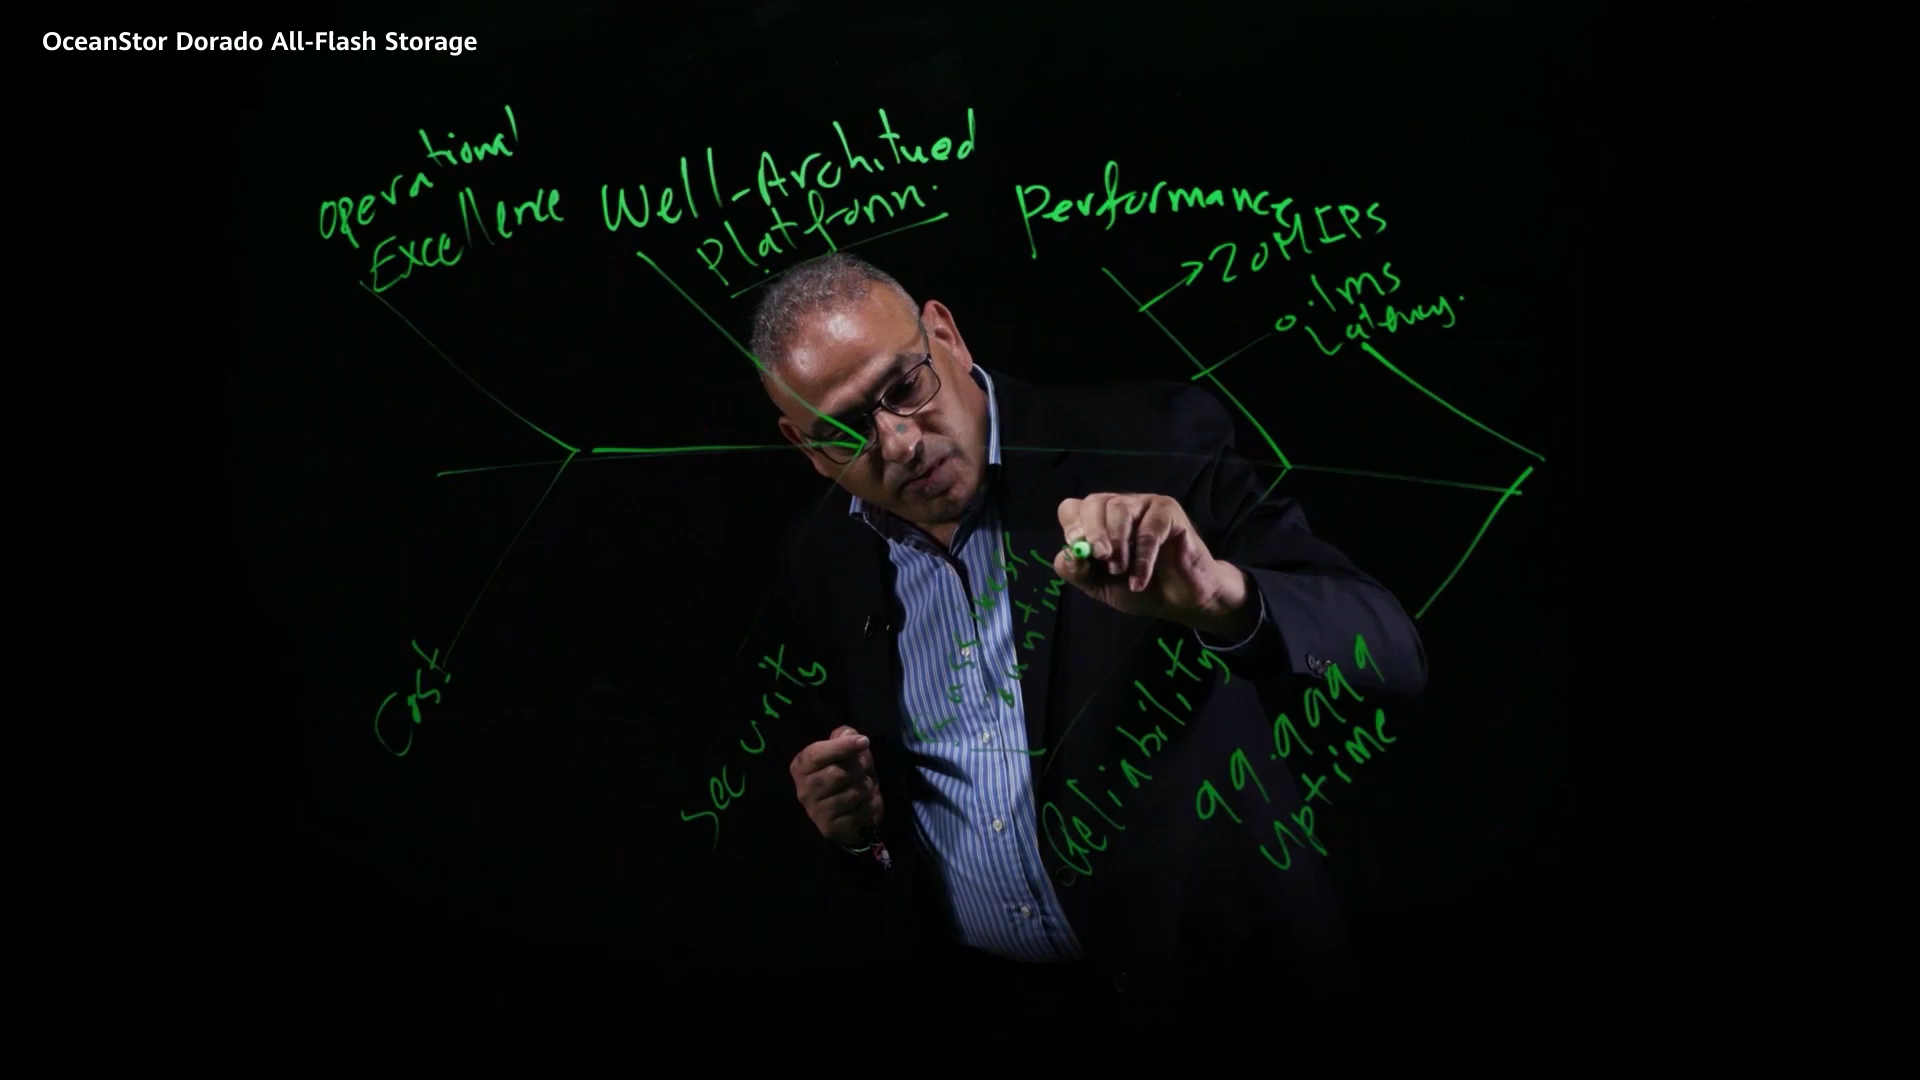 OceanStor Dorado All-Flash Storage
operational
Excellence
Well-Architued
Platform.
Performance
20MIPS
0.1ms
Latency.
Cost
Security
Reliability
99.9999
uptime